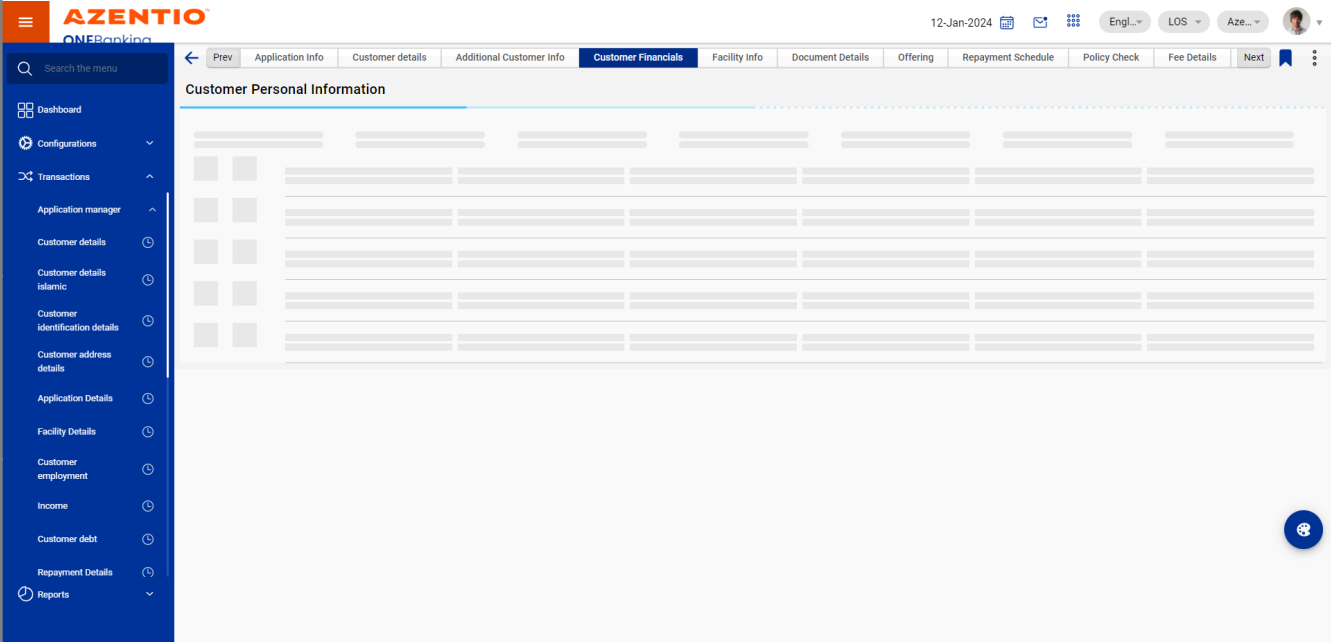 AZENTIO™
ONEBanking
12-Jan-2024
Engl...
LOS
Aze...
Search the menu
Prev
Application Info
Customer details
Additional Customer Info
Customer Financials
Facility Info
Document Details
Offering
Repayment Schedule
Policy Check
Fee Details
Next
Customer Personal Information
Dashboard
Configurations
Transactions
Application manager
Customer details
Customer details
islamic
Customer
identification details
Customer address
details
Application Details
Facility Details
Customer
employment
Income
Customer debt
Repayment Details
Reports